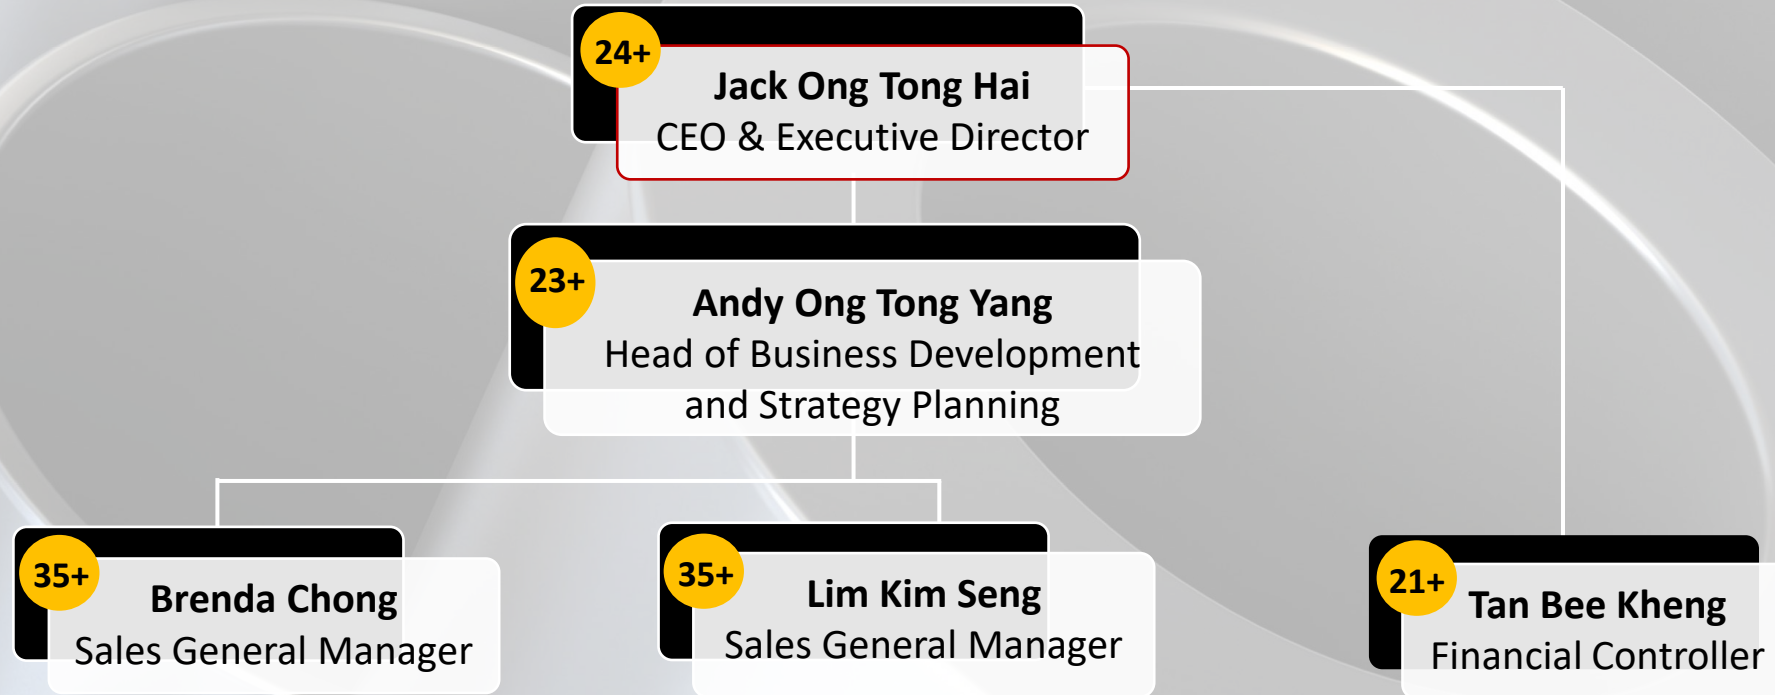 24+
Jack Ong Tong Hai
CEO & Executive Director
23+
Andy Ong Tong Yang
Head of Business Development
and Strategy Planning
35+
Brenda Chong
Sales General Manager
35+
Lim Kim Seng
Sales General Manager
21+
Tan Bee Kheng
Financial Controller